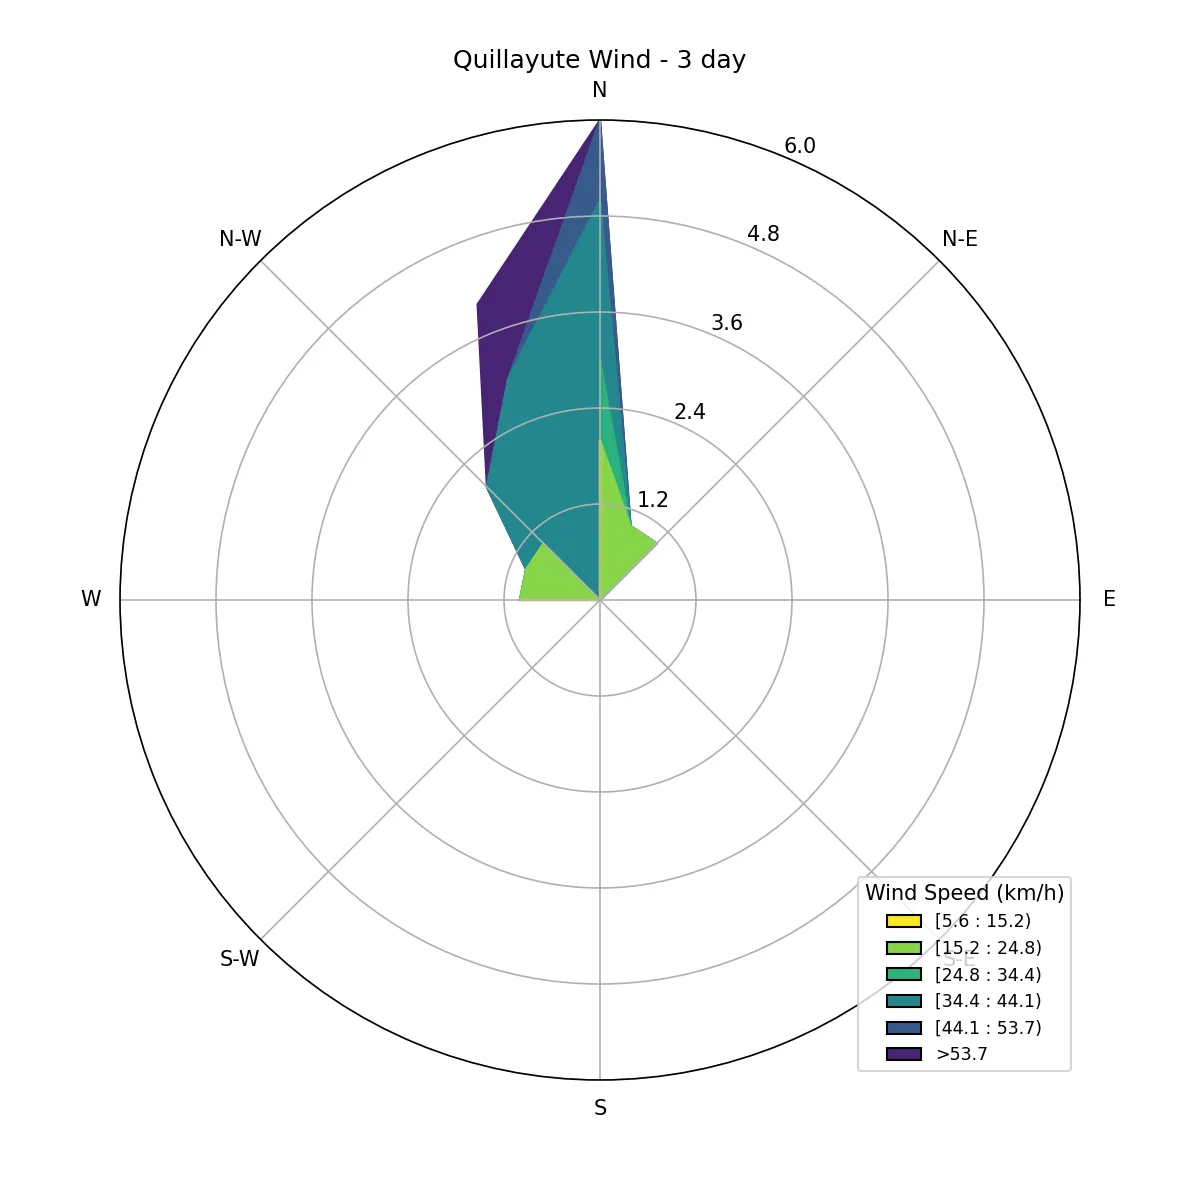 Quillayute Wind - 3 day
N
6.0
N-W
4.8
N-E
3.6
2.4
1.2
W
E
S-W
S-E
S
Wind Speed (km/h)
[5.6 : 15.2)
[15.2 : 24.8)
[24.8 : 34.4)
[34.4 : 44.1)
[44.1 : 53.7)
>53.7